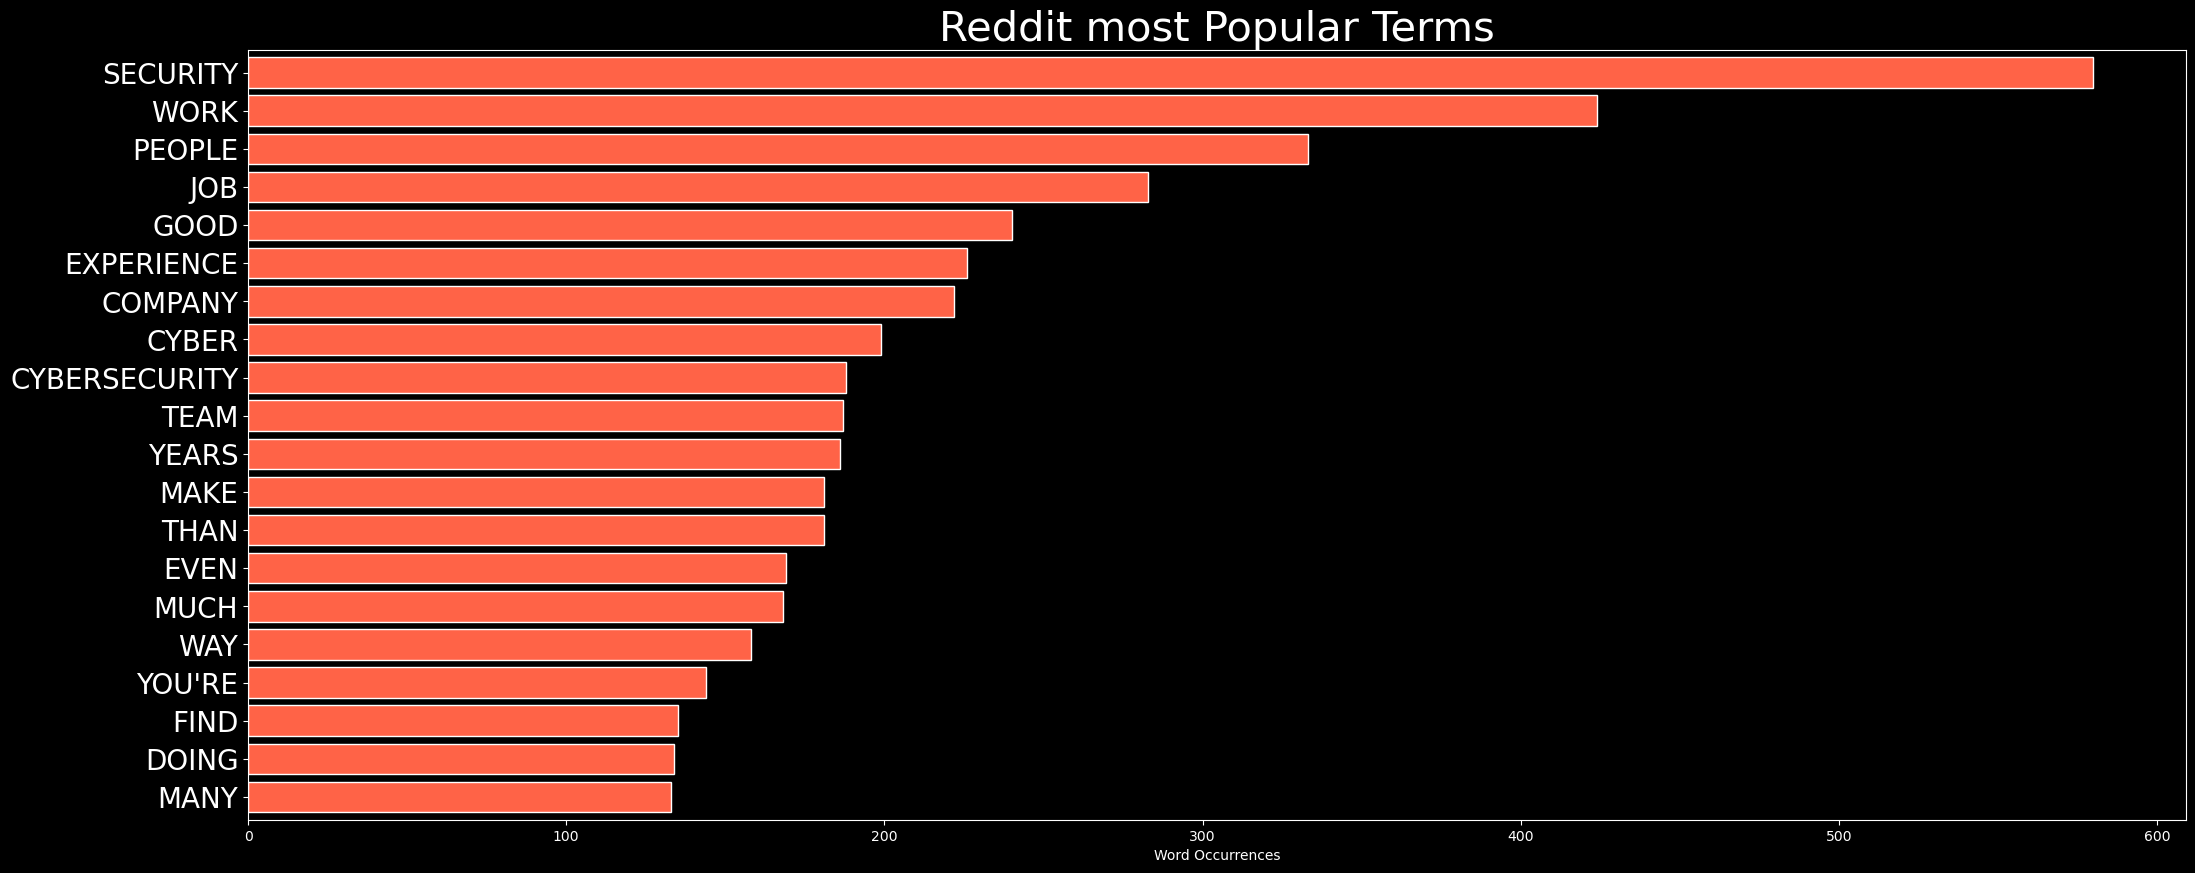 Reddit most Popular Terms
SECURITY
WORK
PEOPLE
JOB
GOOD
EXPERIENCE
COMPANY
CYBER
CYBERSECURITY
TEAM
YEARS
MAKE
THAN
EVEN
MUCH
WAY
YOU'RE
FIND
DOING
MANY
0 100 200 300 400 500 600
Word Occurrences